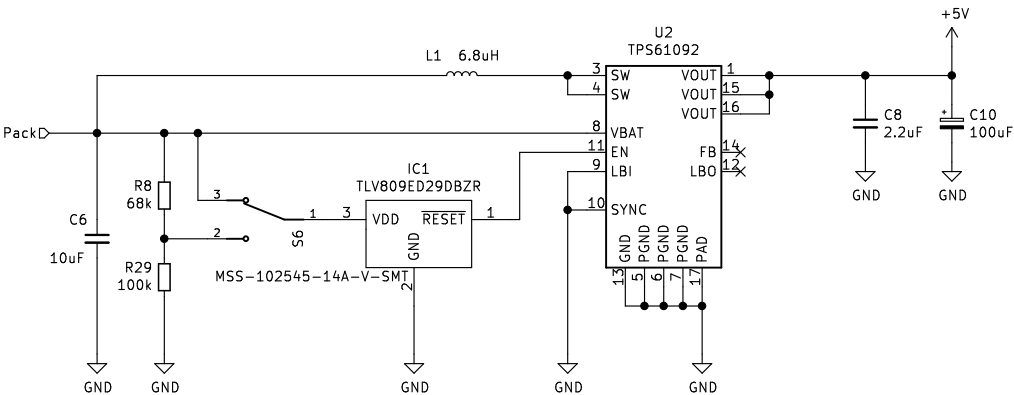 +5V
U2
TPS61092
L1 6.8uH
3 SW VOUT 1
4 SW VOUT 15
VOUT 16
Pack
8 VBAT
11 EN FB 14
9 LBI LBO 12
10 SYNC
C8
2.2uF
C10
100uF
+
GND
GND
IC1
TLV809ED29DBZR
R8
68k
3
1
2
S6
3 VDD RESET 1
GND
2
C6
10uF
R29
100k
MSS-102545-14A-V-SMT
GND PGND PGND PGND PAD
13 5 6 7 17
GND
GND
GND
GND
GND